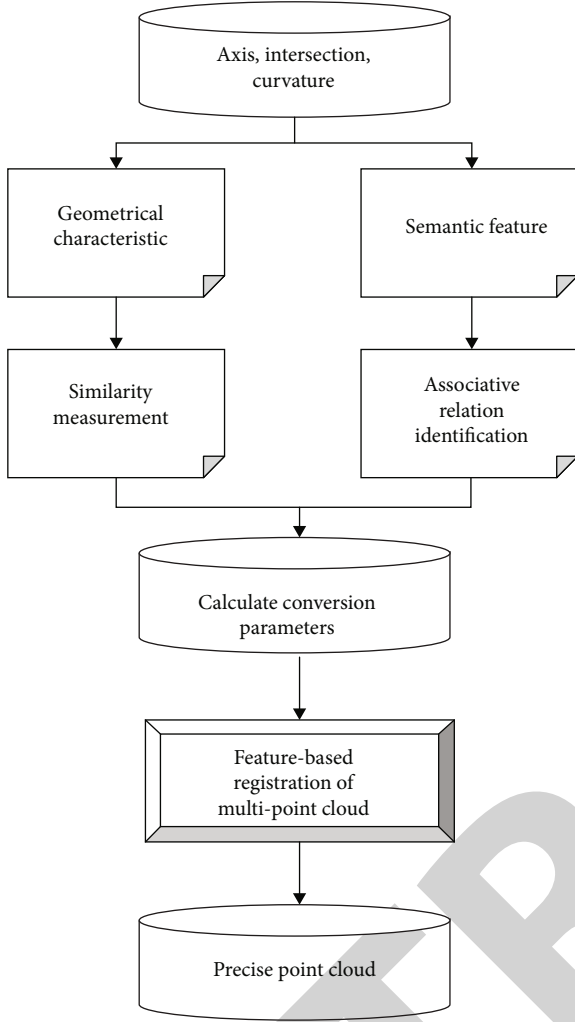 Axis, intersection,
curvature
Geometrical
characteristic
Semantic feature
Similarity
measurement
Associative
relation
identification
Calculate conversion
parameters
Feature-based
registration of
multi-point cloud
Precise point cloud